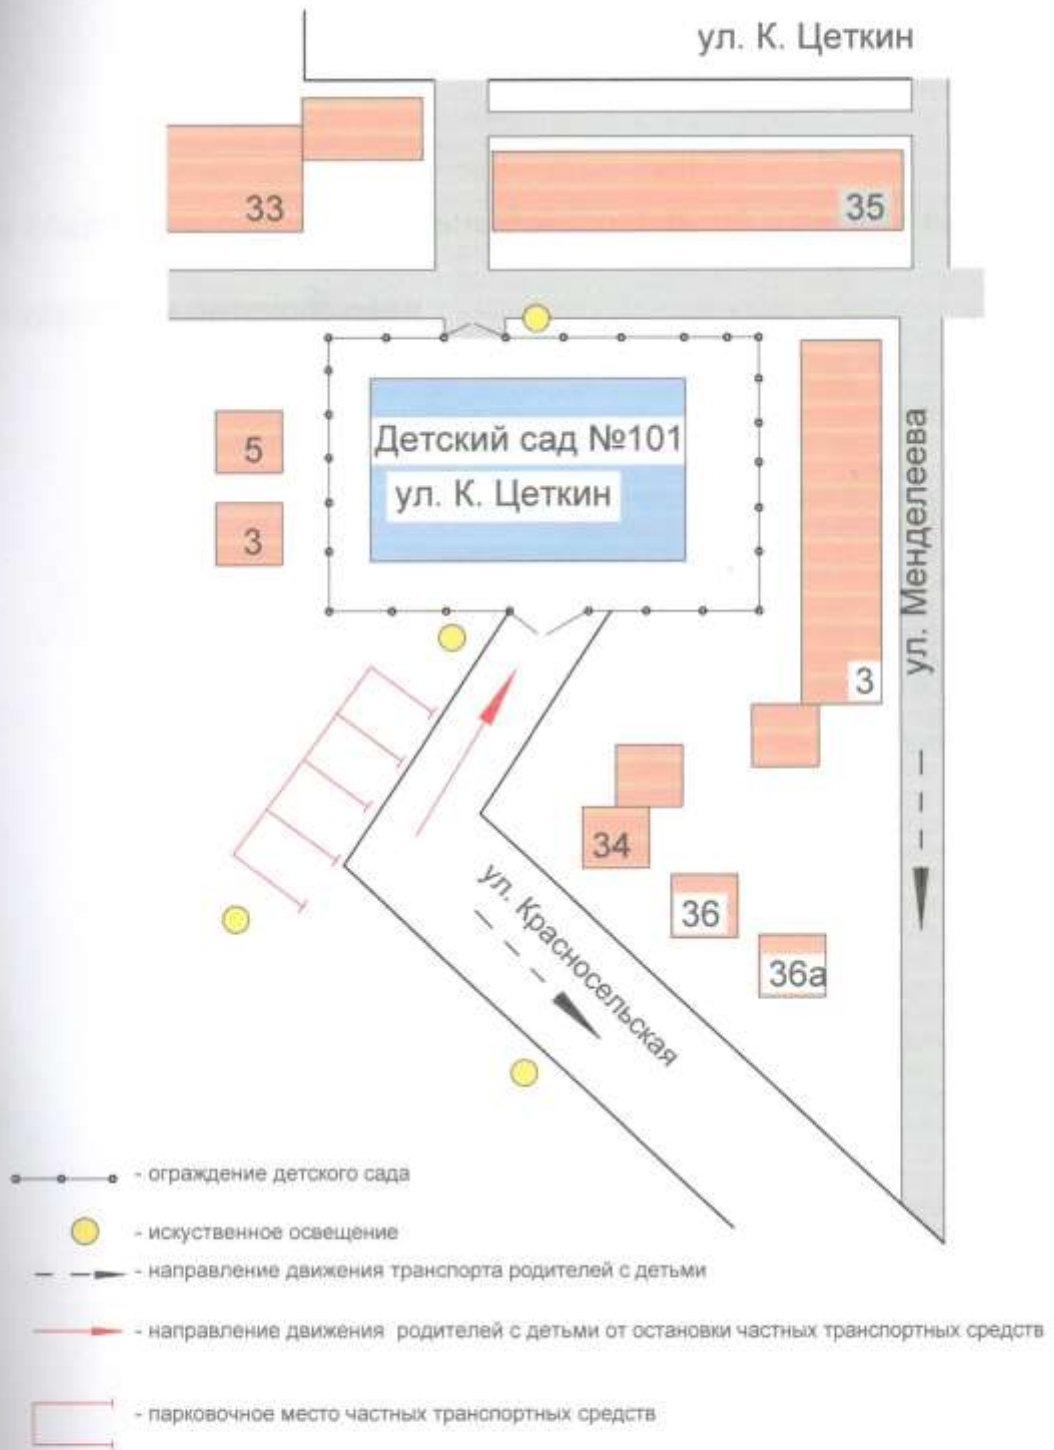 ул. К. Цеткин
33
35
Детский сад №101
ул. К. Цеткин
5
3
ул. Менделеева
3
34
36
36а
ул. Красносельская
- ограждение детского сада
- искуственное освещение
- направление движения транспорта родителей с детьми
- направление движения родителей с детьми от остановки частных транспортных средств
- парковочное место частных транспортных средств